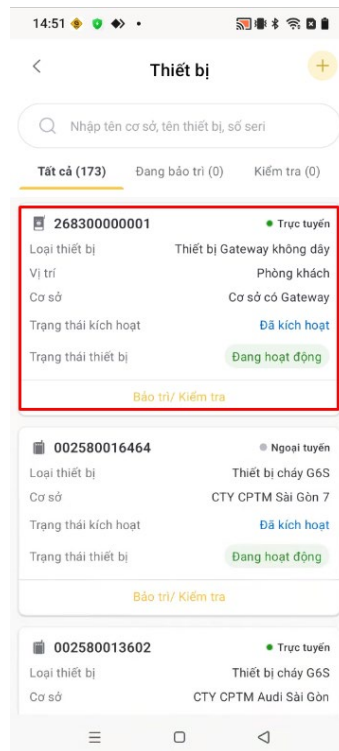 14:51
Thiết bị
Nhập tên cơ sở, tên thiết bị, số seri
Tất cả (173) Đang bảo trì (0) Kiểm tra (0)
268300000001 Trực tuyến
Loại thiết bị Thiết bị Gateway không dây
Vị trí Phòng khách
Cơ sở Cơ sở có Gateway
Trạng thái kích hoạt Đã kích hoạt
Trạng thái thiết bị Đang hoạt động
Bảo trì/ Kiểm tra
002580016464 Ngoại tuyến
Loại thiết bị Thiết bị cháy G6S
Cơ sở CTY CPTM Sài Gòn 7
Trạng thái kích hoạt Đã kích hoạt
Trạng thái thiết bị Đang hoạt động
Bảo trì/ Kiểm tra
002580013602 Trực tuyến
Loại thiết bị Thiết bị cháy G6S
Cơ sở CTY CPTM Audi Sài Gòn